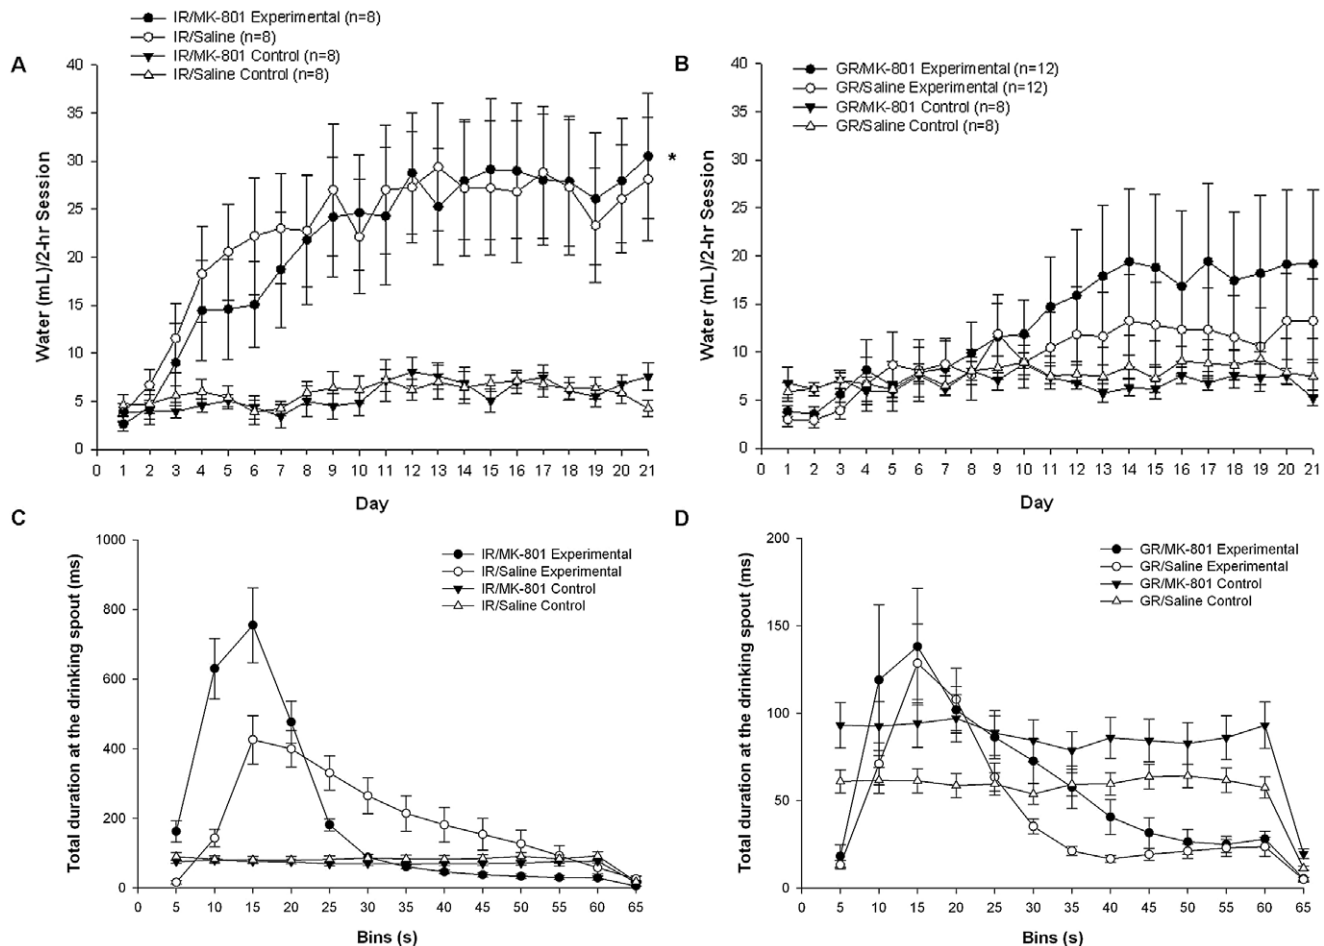 IR/MK-801 Experimental (n=8)
IR/Saline (n=8)
IR/MK-801 Control (n=8)
IR/Saline Control (n=8)
A
40
35
30
25
20
15
10
5
0
*
Water (mL)/2-hr Session
0 1 2 3 4 5 6 7 8 9 10 11 12 13 14 15 16 17 18 19 20 21
Day
B
GR/MK-801 Experimental (n=12)
GR/Saline Experimental (n=12)
GR/MK-801 Control (n=8)
GR/Saline Control (n=8)
40
35
30
25
20
15
10
5
0
Water (mL)/2-hr Session
0 1 2 3 4 5 6 7 8 9 10 11 12 13 14 15 16 17 18 19 20 21
Day
C
IR/MK-801 Experimental
IR/Saline Experimental
IR/MK-801 Control
IR/Saline Control
1000
800
600
400
200
0
Total duration at the drinking spout (ms)
5 10 15 20 25 30 35 40 45 50 55 60 65
Bins (s)
D
GR/MK-801 Experimental
GR/Saline Experimental
GR/MK-801 Control
GR/Saline Control
200
150
100
50
0
Total duration at the drinking spout (ms)
5 10 15 20 25 30 35 40 45 50 55 60 65
Bins (s)